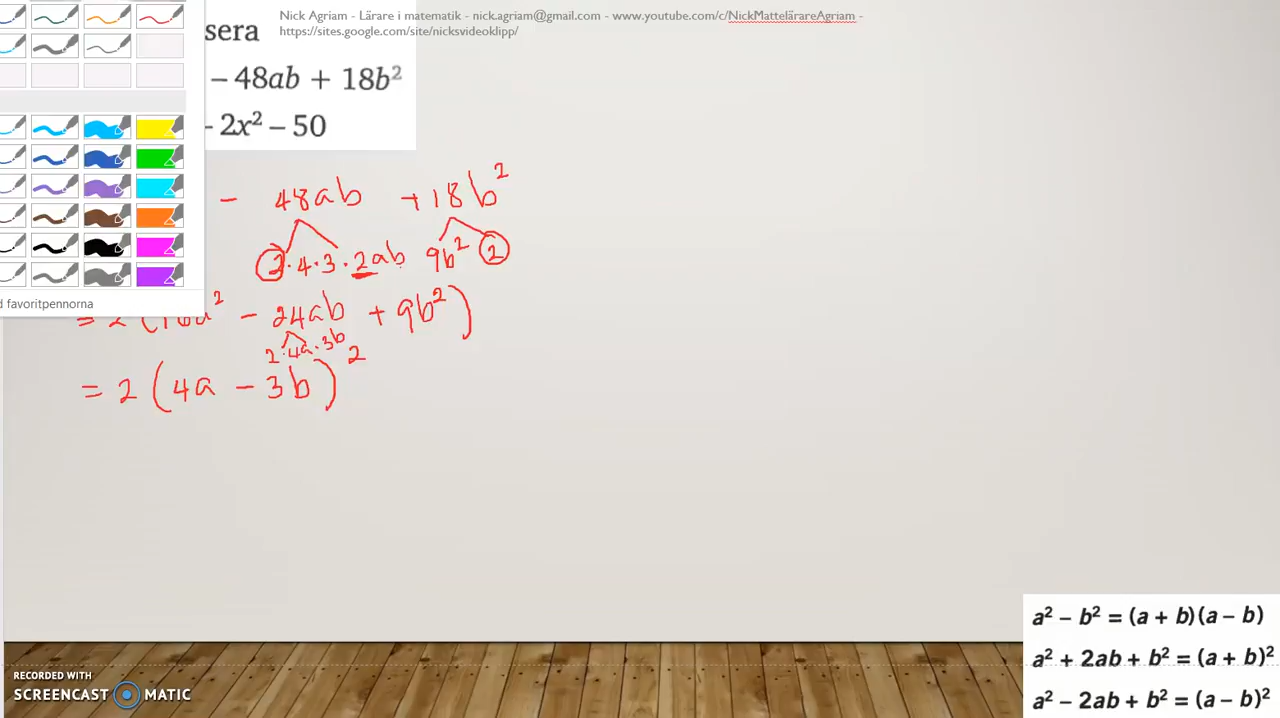 Nick Agriam - Lärare i matematik - nick.agriam@gmail.com - www.youtube.com/c/NickMattelärareAgriam -
https://sites.google.com/site/nicksvideoklipp/
sera
– 48ab + 18b²
- 2x² – 50
- 48ab + 18b²
2·4·3·2ab 9b² 2
= 2(16a² - 24ab + 9b²)
2·4a·3b
= 2(4a - 3b)²
d favoritpennorna
a² – b² = (a + b)(a – b)
a² + 2ab + b² = (a + b)²
a² – 2ab + b² = (a – b)²
RECORDED WITH
SCREENCAST MATIC